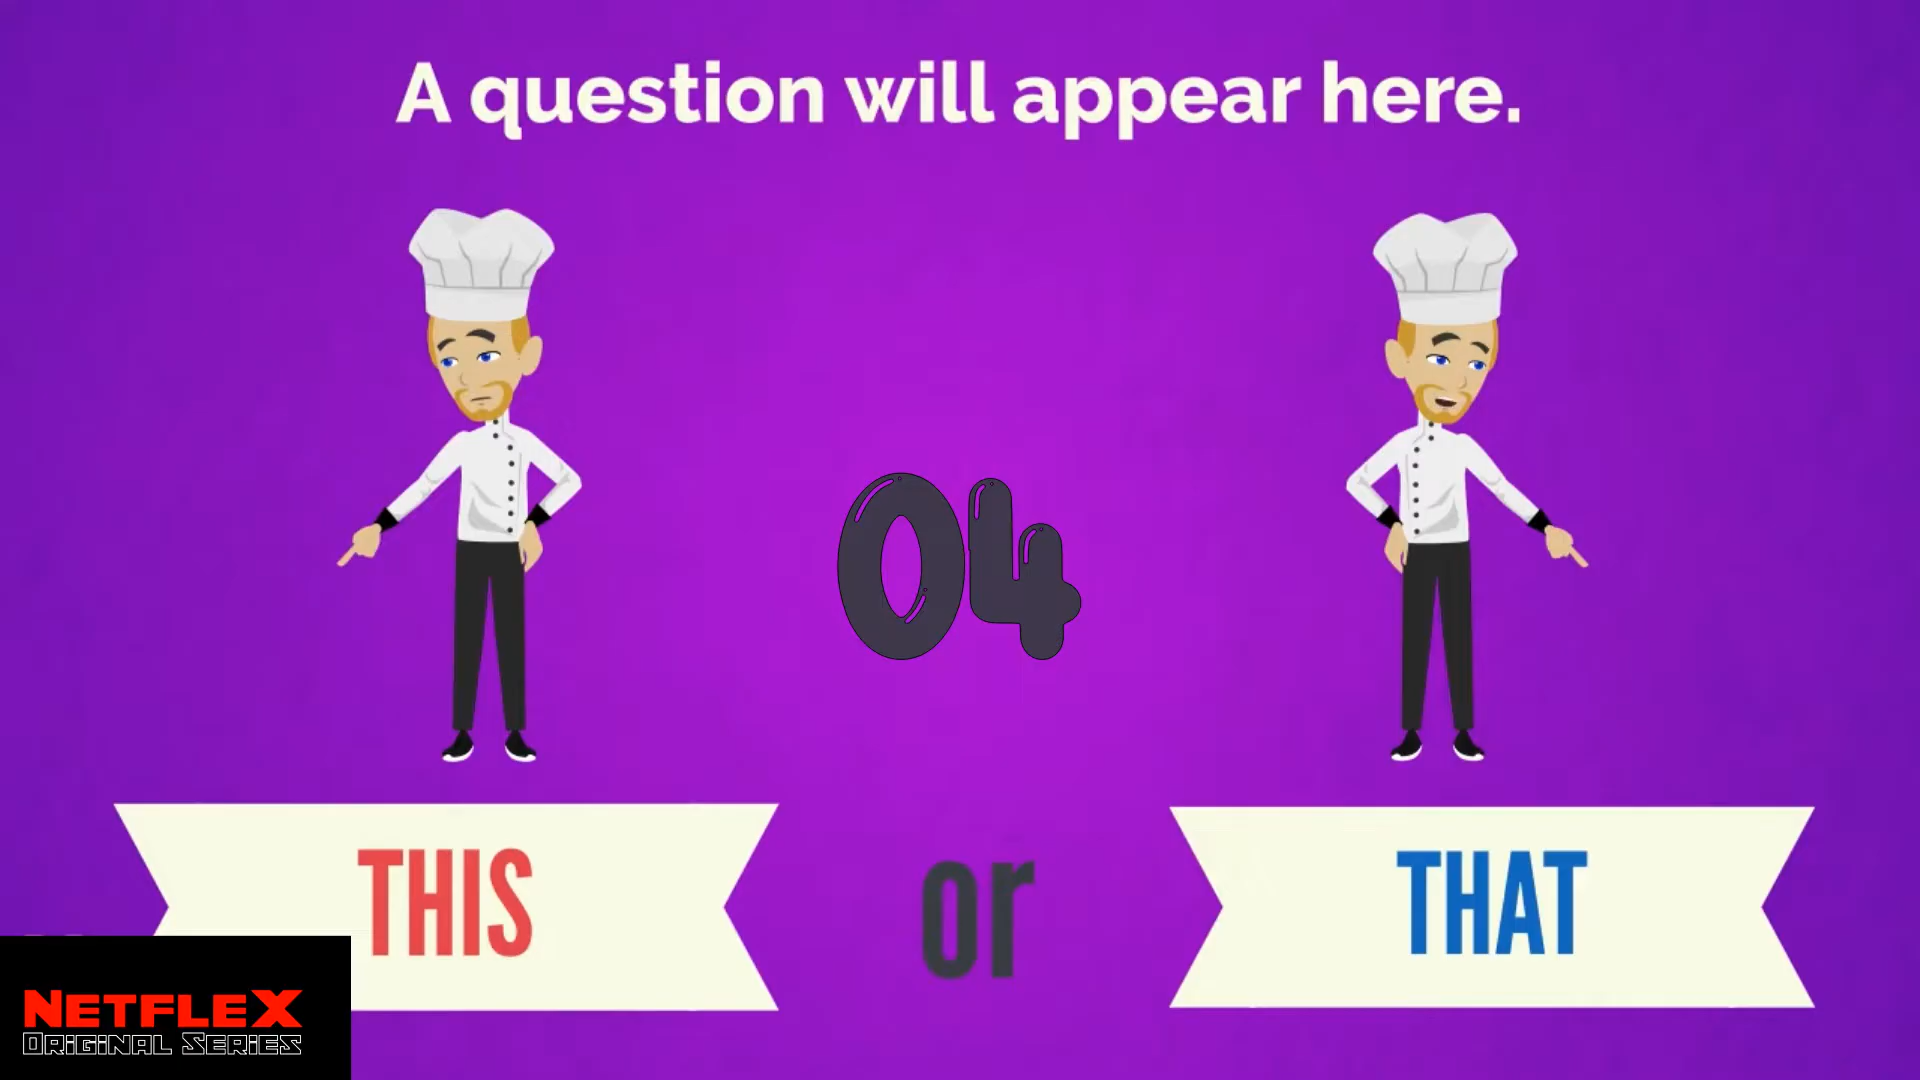 A question will appear here.
04
THIS or THAT
NETFLEX
ORIGINAL SERIES